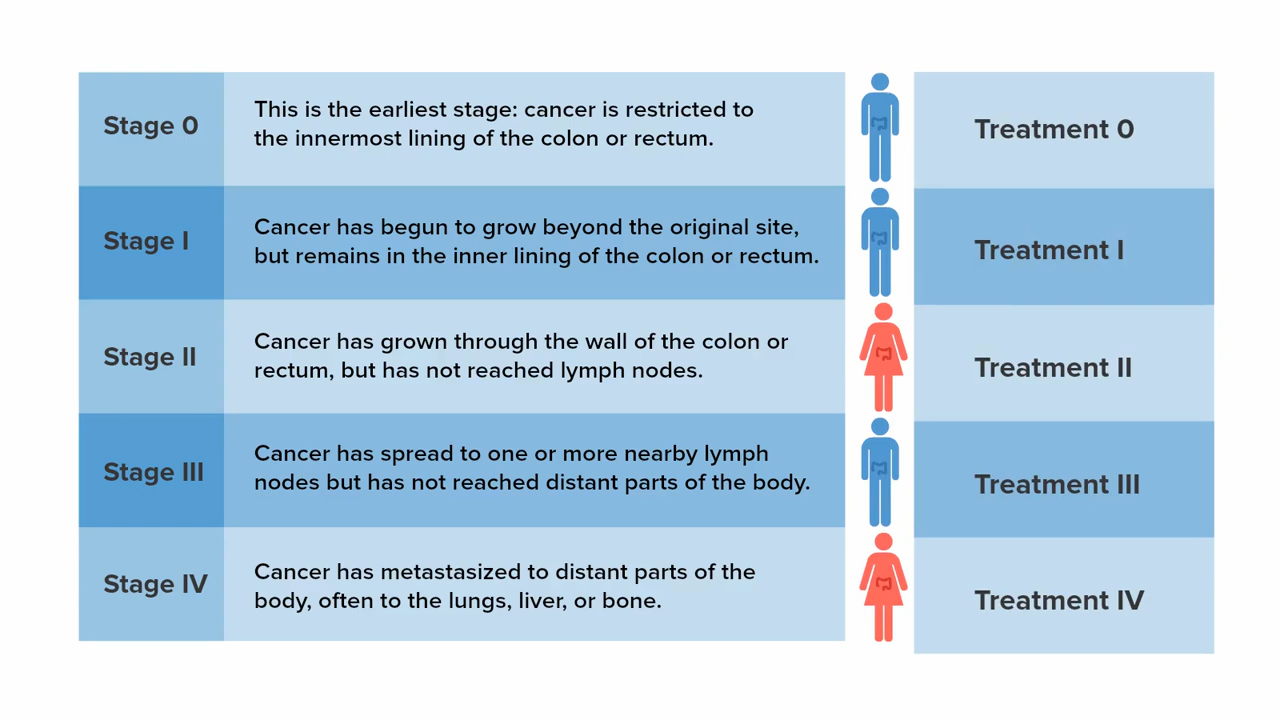 Stage 0
This is the earliest stage: cancer is restricted to
the innermost lining of the colon or rectum.
Treatment 0
Stage I
Cancer has begun to grow beyond the original site,
but remains in the inner lining of the colon or rectum.
Treatment I
Stage II
Cancer has grown through the wall of the colon or
rectum, but has not reached lymph nodes.
Treatment II
Stage III
Cancer has spread to one or more nearby lymph
nodes but has not reached distant parts of the body.
Treatment III
Stage IV
Cancer has metastasized to distant parts of the
body, often to the lungs, liver, or bone.
Treatment IV